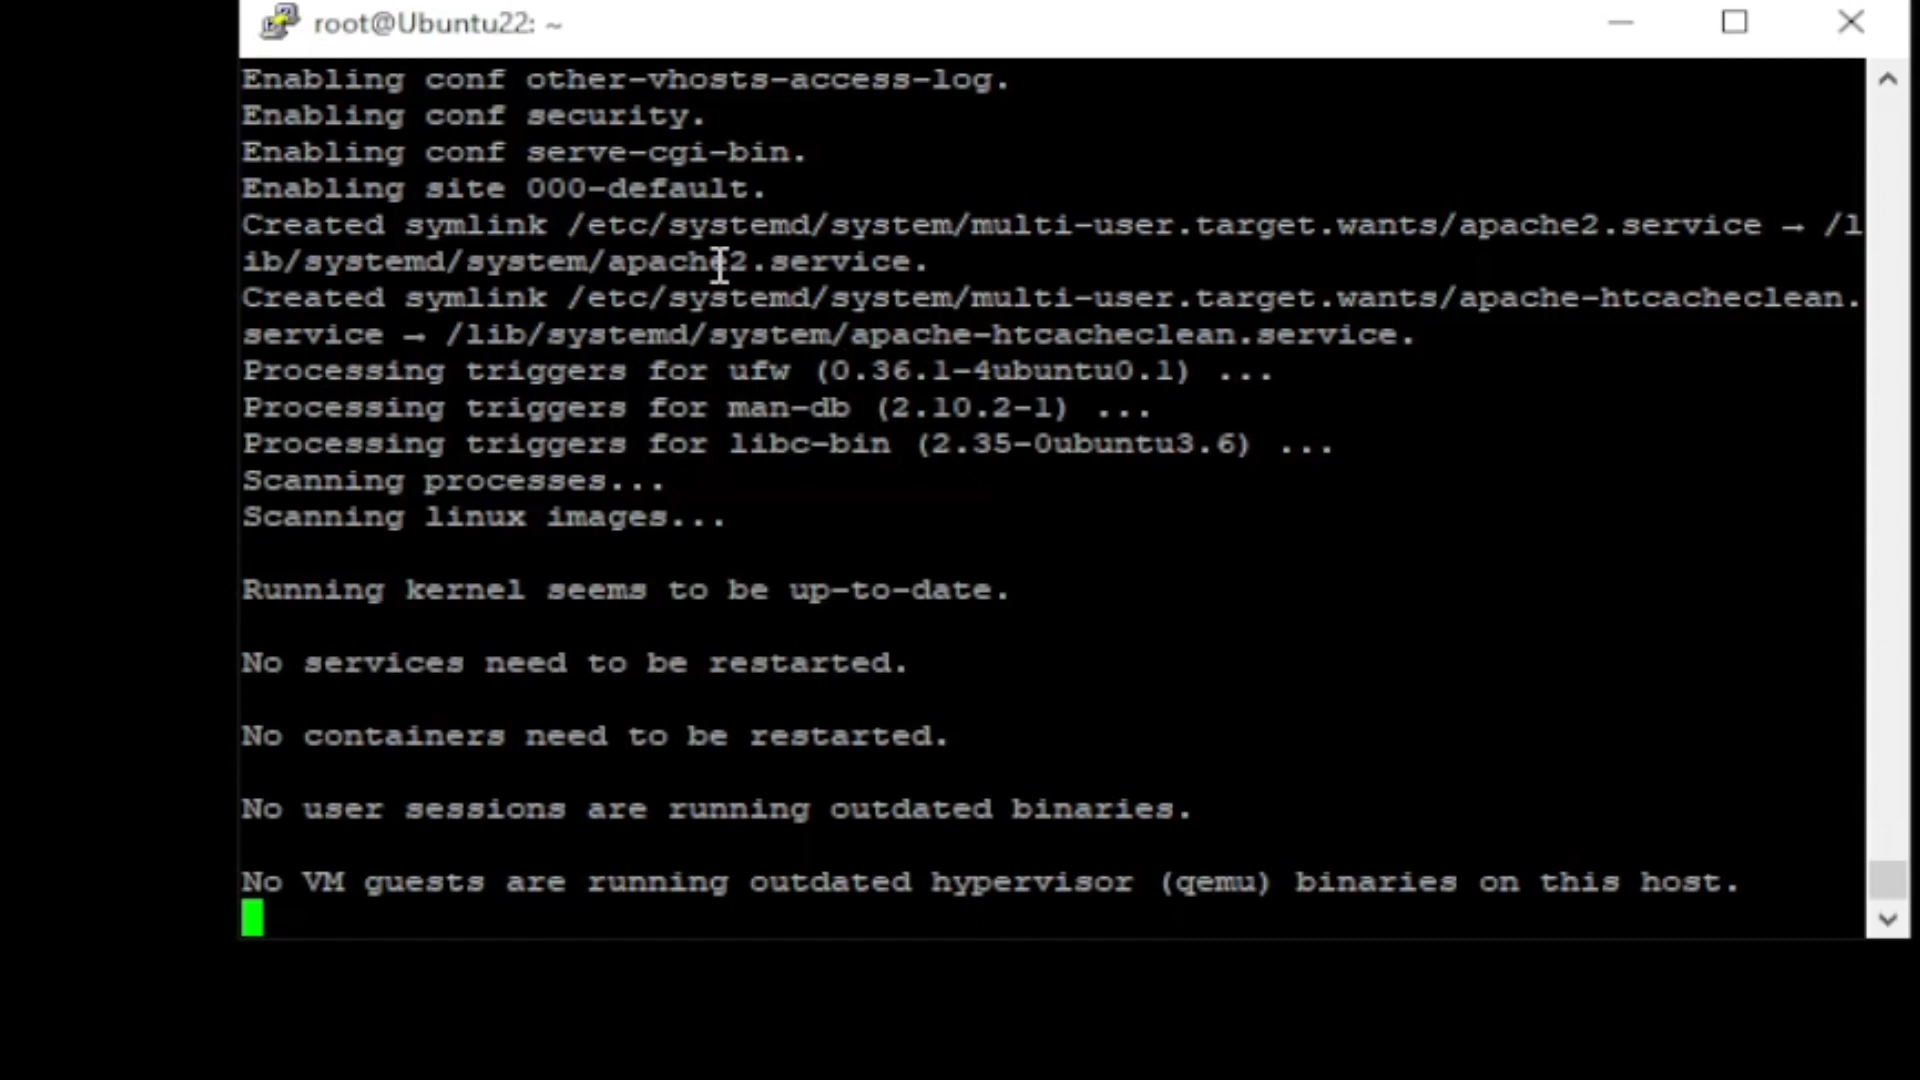 root@Ubuntu22: ~
Enabling conf other-vhosts-access-log.
Enabling conf security.
Enabling conf serve-cgi-bin.
Enabling site 000-default.
Created symlink /etc/systemd/system/multi-user.target.wants/apache2.service → /l
ib/systemd/system/apache2.service.
Created symlink /etc/systemd/system/multi-user.target.wants/apache-htcacheclean.
service → /lib/systemd/system/apache-htcacheclean.service.
Processing triggers for ufw (0.36.1-4ubuntu0.1) ...
Processing triggers for man-db (2.10.2-1) ...
Processing triggers for libc-bin (2.35-0ubuntu3.6) ...
Scanning processes...
Scanning linux images...
Running kernel seems to be up-to-date.
No services need to be restarted.
No containers need to be restarted.
No user sessions are running outdated binaries.
No VM guests are running outdated hypervisor (qemu) binaries on this host.